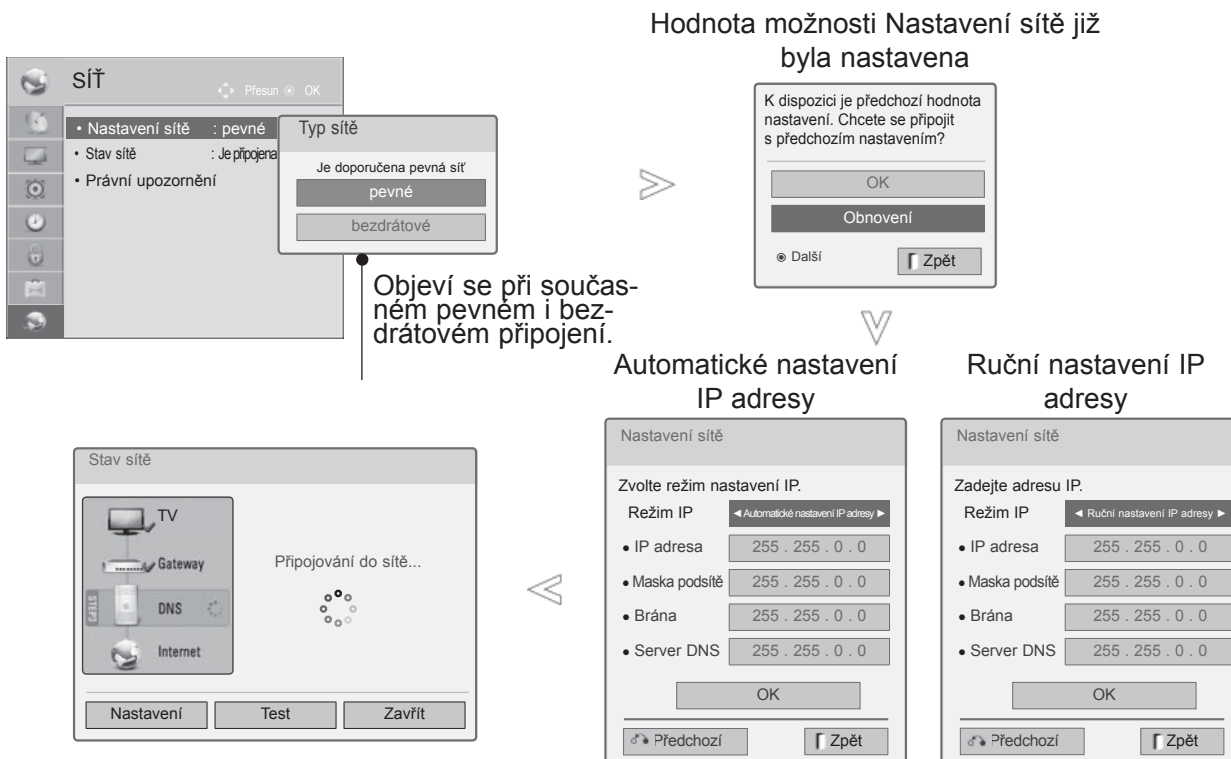 Hodnota možnosti Nastavení sítě již
byla nastavena
SÍŤ
Přesun OK
• Nastavení sítě : pevné
• Stav sítě : Je připojena
• Právní upozornění
Typ sítě
Je doporučena pevná síť
pevné
bezdrátové
Objeví se při součas-
ném pevném i bez-
drátovém připojení.
K dispozici je předchozí hodnota
nastavení. Chcete se připojit
s předchozím nastavením?
OK
Obnovení
Další
Zpět
Automatické nastavení
IP adresy
Nastavení sítě
Zvolte režim nastavení IP.
Režim IP ◄ Automatické nastavení IP adresy ►
• IP adresa 255 . 255 . 0 . 0
• Maska podsítě 255 . 255 . 0 . 0
• Brána 255 . 255 . 0 . 0
• Server DNS 255 . 255 . 0 . 0
OK
Předchozí Zpět
Ruční nastavení IP
adresy
Nastavení sítě
Zadejte adresu IP.
Režim IP ◄ Ruční nastavení IP adresy ►
• IP adresa 255 . 255 . 0 . 0
• Maska podsítě 255 . 255 . 0 . 0
• Brána 255 . 255 . 0 . 0
• Server DNS 255 . 255 . 0 . 0
OK
Předchozí Zpět
Stav sítě
TV
Gateway
STEP3
DNS
Internet
Připojování do sítě...
Nastavení Test Zavřít